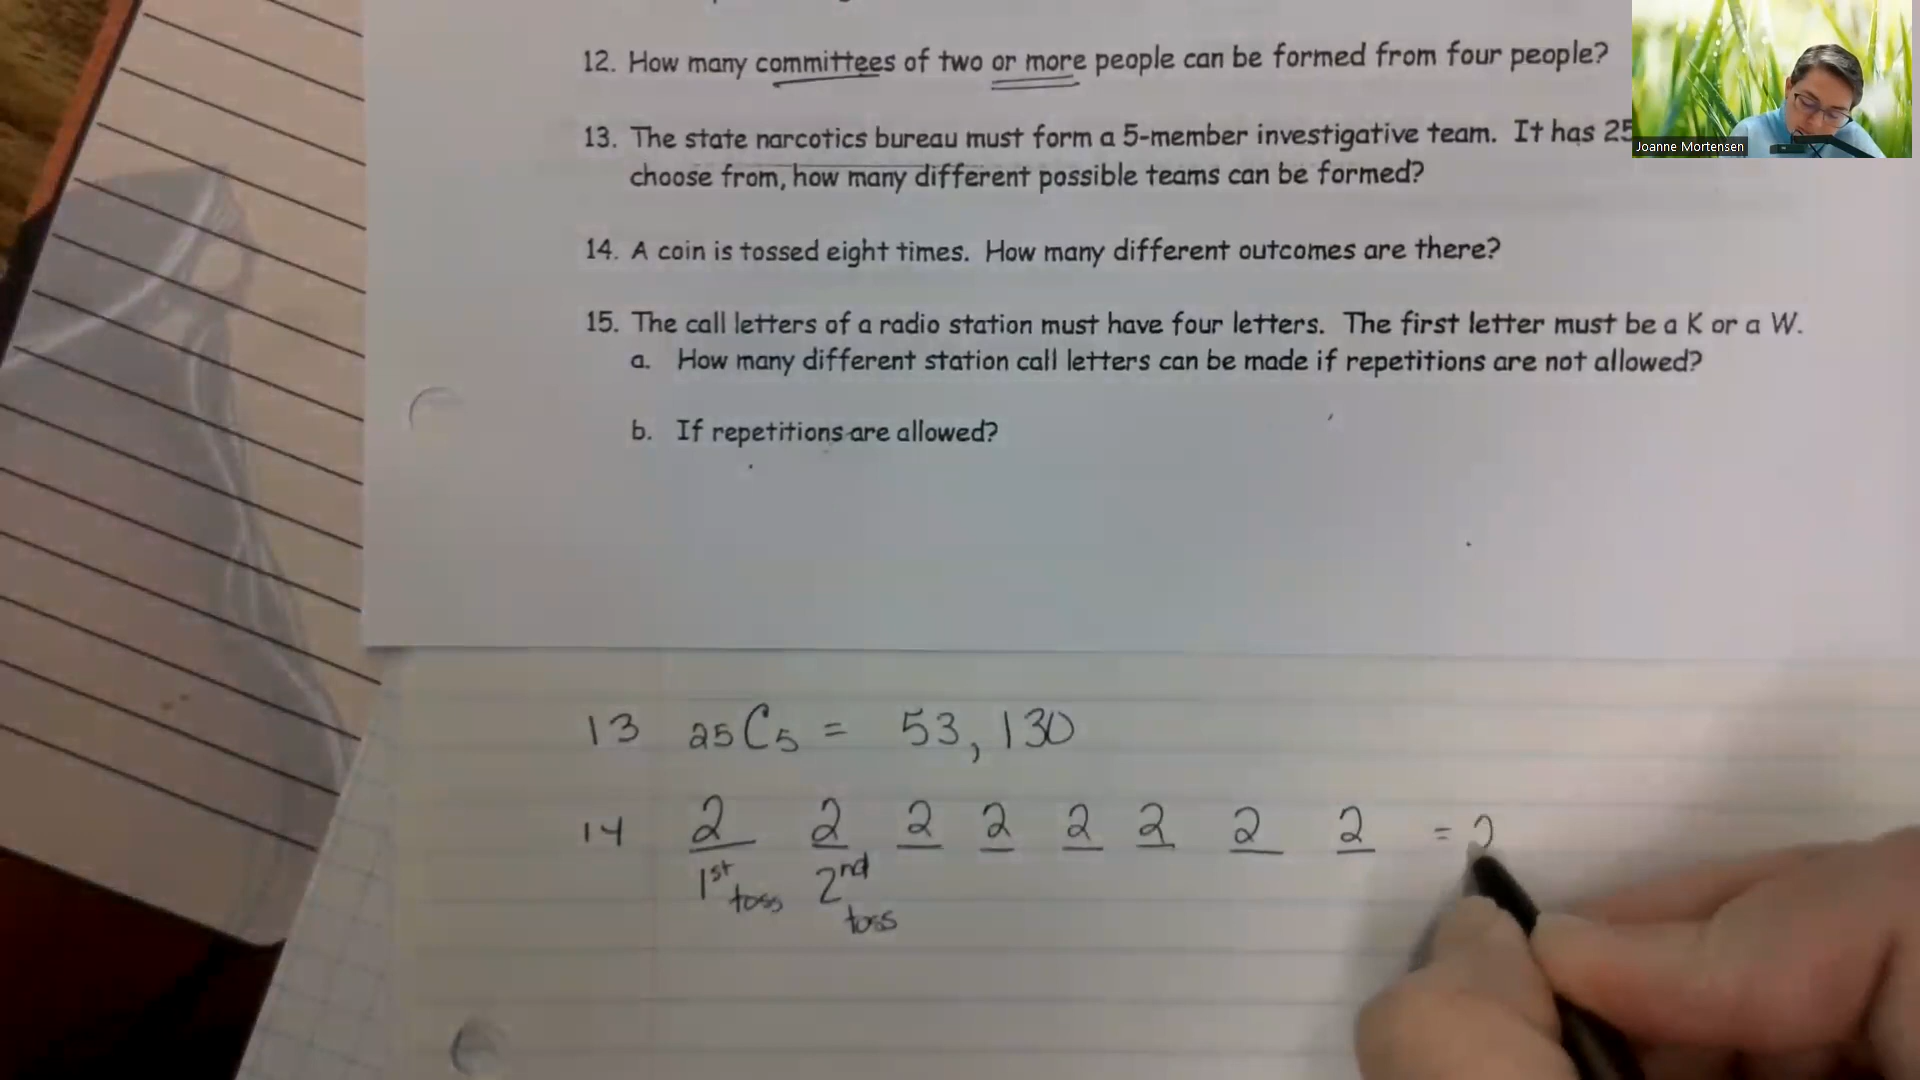 12. How many committees of two or more people can be formed from four people?
13. The state narcotics bureau must form a 5-member investigative team. It has 25
Joanne Mortensen
choose from, how many different possible teams can be formed?
14. A coin is tossed eight times. How many different outcomes are there?
15. The call letters of a radio station must have four letters. The first letter must be a K or a W.
a. How many different station call letters can be made if repetitions are not allowed?
b. If repetitions are allowed?
13 25C5 = 53,130
14 2 2 2 2 2 2 2 2 = 2
1st toss 2nd toss